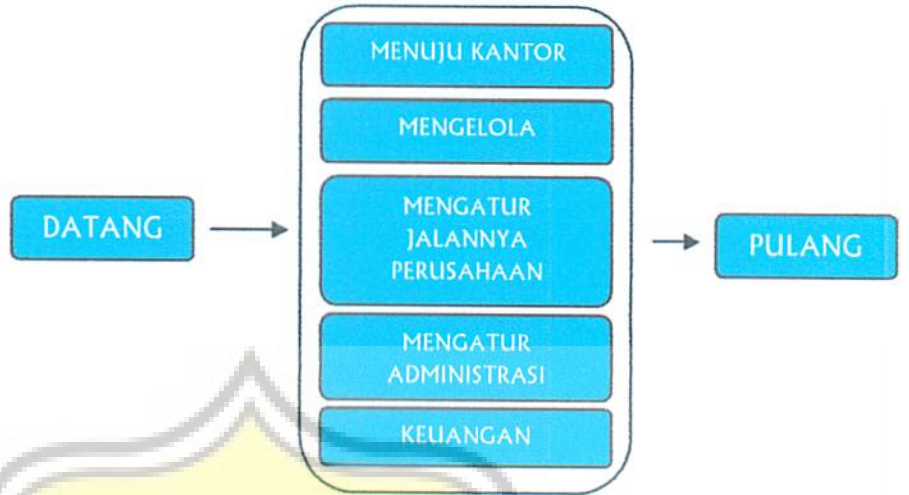 DATANG
MENUJU KANTOR
MENGELOLA
MENGATUR
JALANNYA
PERUSAHAAN
MENGATUR
ADMINISTRASI
KEUANGAN
PULANG